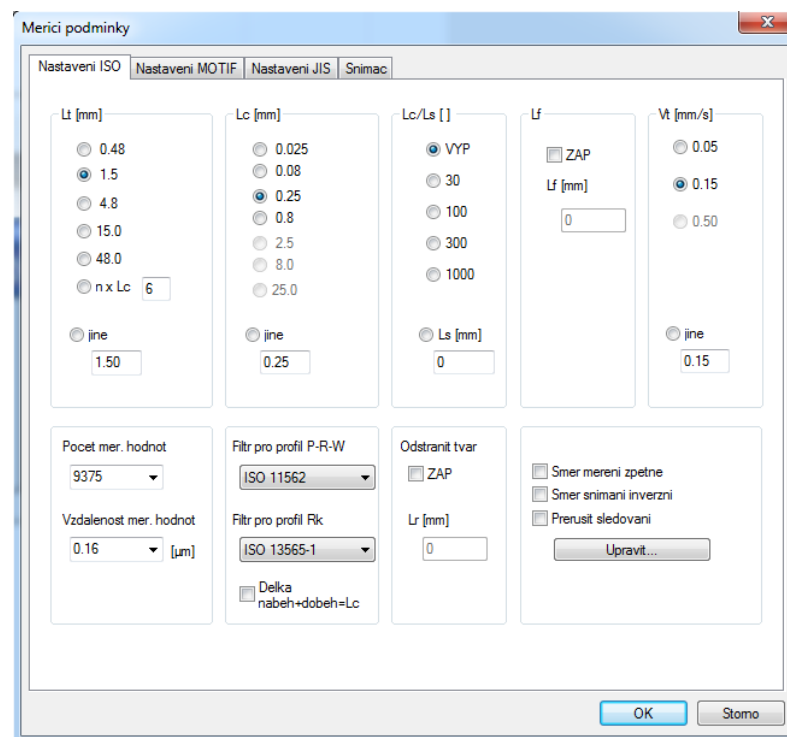 Merici podminky
Nastaveni ISO
Nastaveni MOTIF
Nastaveni JIS
Snimac
Lt [mm]
0.48
1.5
4.8
15.0
48.0
n x Lc 6
jine
1.50
Lc [mm]
0.025
0.08
0.25
0.8
2.5
8.0
25.0
jine
0.25
Lc/Ls [ ]
VYP
30
100
300
1000
Ls [mm]
0
Lf
ZAP
Lf [mm]
0
Vt [mm/s]
0.05
0.15
0.50
jine
0.15
Pocet mer. hodnot
9375
Vzdalenost mer. hodnot
0.16 [µm]
Filtr pro profil P-R-W
ISO 11562
Filtr pro profil Rk
ISO 13565-1
Delka
nabeh+dobeh=Lc
Odstranit tvar
ZAP
Lr [mm]
0
Smer mereni zpetne
Smer snimani inverzni
Prerusit sledovani
Upravit...
OK
Storno